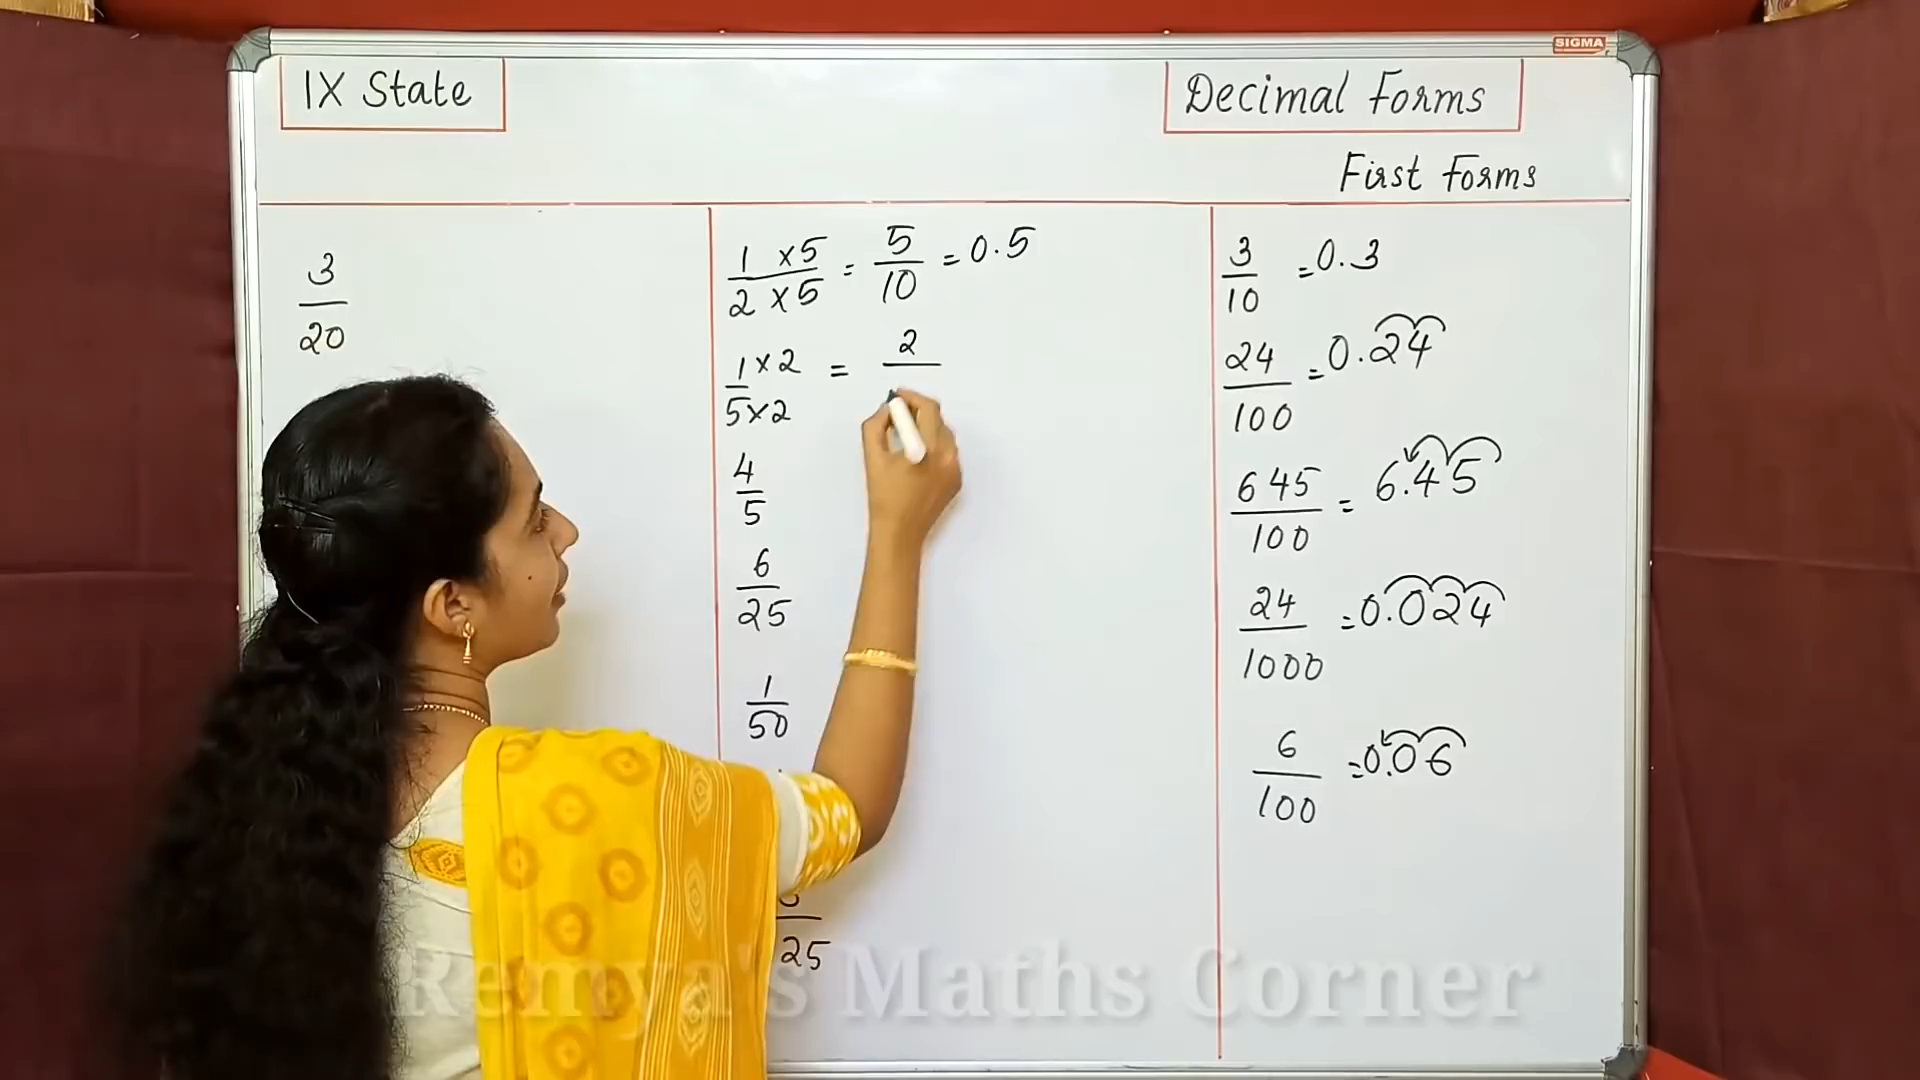 SIGMA
IX State
Decimal Forms
First Forms
3/20
1 × 5 / 2 × 5 = 5/10 = 0.5
1 × 2 / 5 × 2 = 2/
4/5
6/25
1/50
/25
3/10 = 0.3
24/100 = 0.24
645/100 = 6.45
24/1000 = 0.024
6/100 = 0.06
Remya's Maths Corner